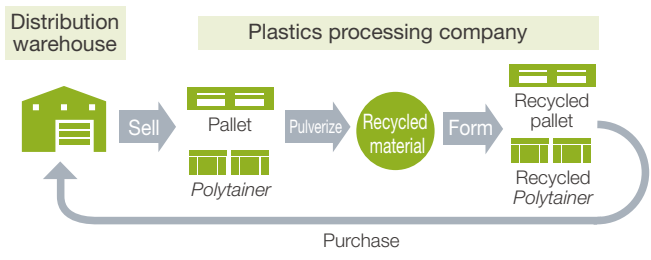 Distribution
warehouse
Plastics processing company
Sell
Pallet
Polytainer
Pulverize
Recycled
material
Form
Recycled
pallet
Recycled
Polytainer
Purchase